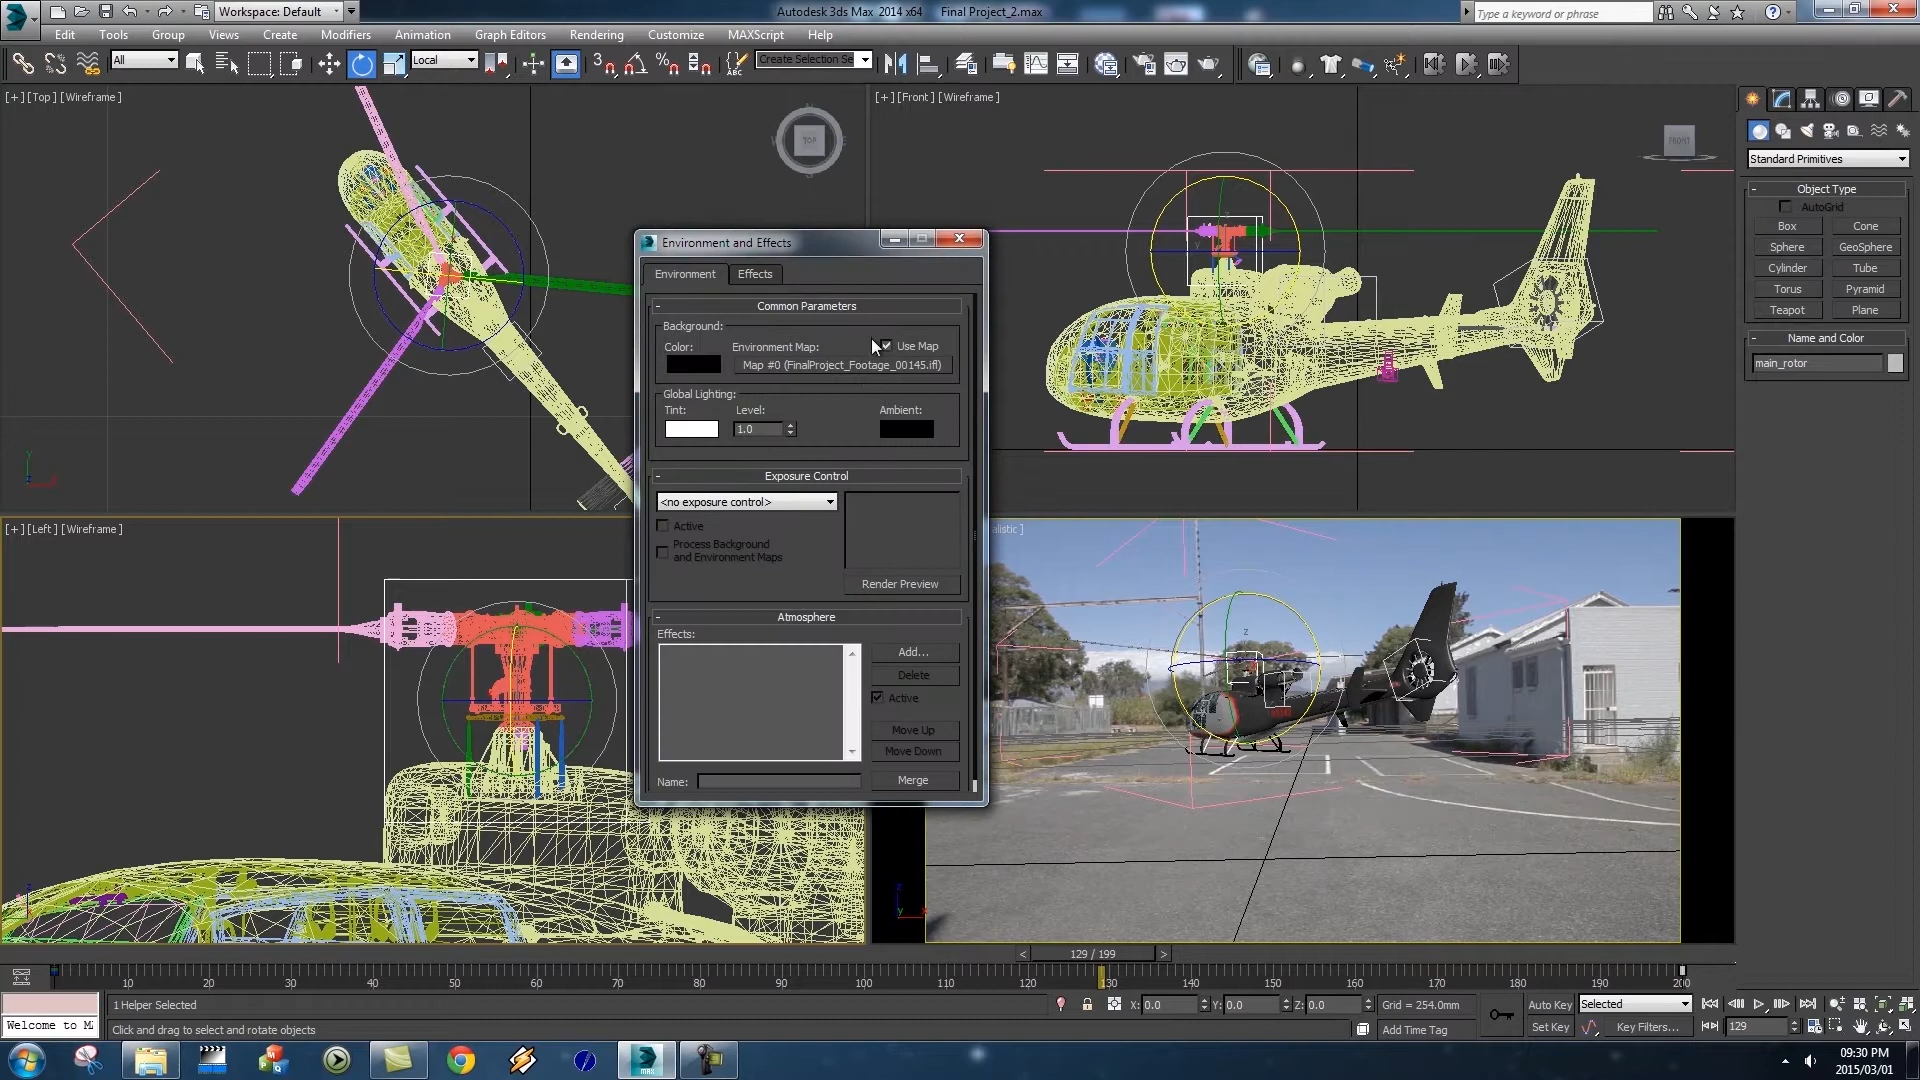 Workspace: Default
Autodesk 3ds Max 2014 x64 Final Project_2.max
Type a keyword or phrase
Edit Tools Group Views Create Modifiers Animation Graph Editors Rendering Customize MAXScript Help
All
Local
Create Selection Se
[+] [Top] [Wireframe]
TOP
[+] [Front] [Wireframe]
FRONT
Standard Primitives
Object Type
AutoGrid
Box Cone
Sphere GeoSphere
Cylinder Tube
Torus Pyramid
Teapot Plane
Name and Color
main_rotor
Environment and Effects
Environment Effects
Common Parameters
Background:
Color: Environment Map: Use Map
Map #0 (FinalProject_Footage_00145.ifl)
Global Lighting:
Tint: Level: Ambient:
1.0
Exposure Control
<no exposure control>
Active
Process Background
and Environment Maps
Render Preview
Atmosphere
Effects:
Add...
Delete
Active
Move Up
Move Down
Name:
Merge
[+] [Left] [Wireframe]
alistic ]
z
129 / 199
10 20 30 40 50 60 70 80 90 100 110 120 130 140 150 160 170 180 190 200
1 Helper Selected
X: 0.0 Y: 0.0 Z: 0.0 Grid = 254.0mm
Auto Key Selected
Welcome to M
Click and drag to select and rotate objects
Add Time Tag
Set Key Key Filters...
129
09:30 PM
2015/03/01